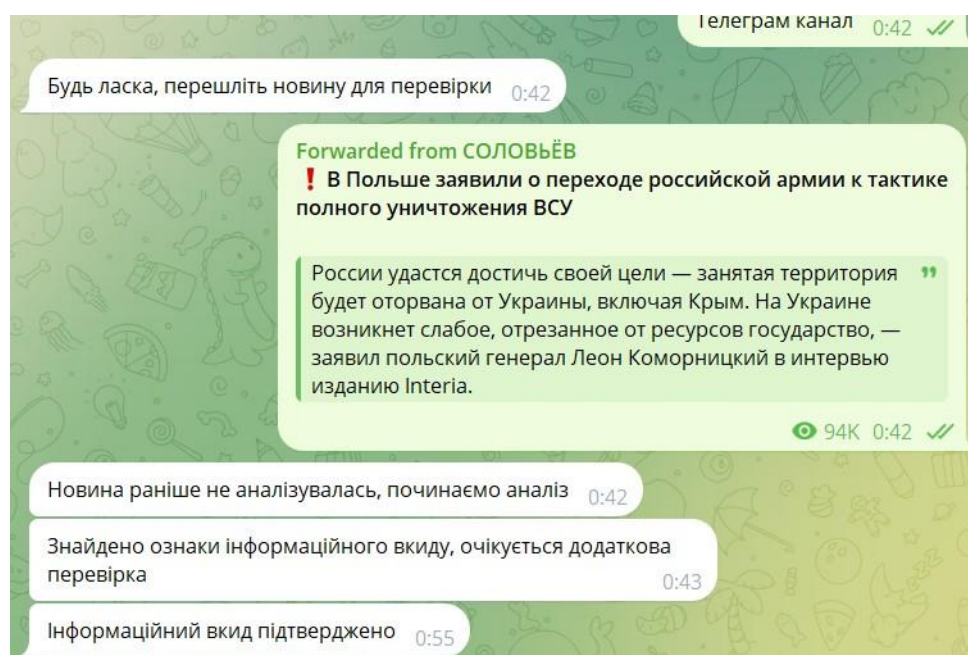 Телеграм канал 0:42
Будь ласка, перешліть новину для перевірки 0:42
Forwarded from СОЛОВЬЁВ
❗ В Польше заявили о переходе российской армии к тактике
полного уничтожения ВСУ
России удастся достичь своей цели — занятая территория
будет оторвана от Украины, включая Крым. На Украине
возникнет слабое, отрезанное от ресурсов государство, —
заявил польский генерал Леон Коморницкий в интервью
изданию Interia.
94K 0:42
Новина раніше не аналізувалась, починаємо аналіз 0:42
Знайдено ознаки інформаційного вкиду, очікується додаткова
перевірка 0:43
Інформаційний вкид підтверджено 0:55